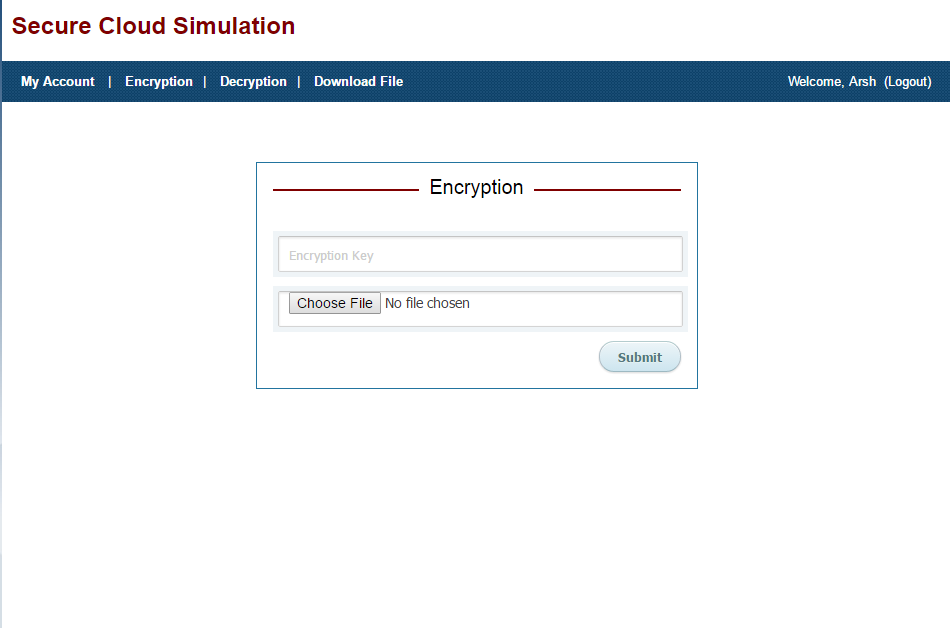 Secure Cloud Simulation
My Account | Encryption | Decryption | Download File Welcome, Arsh (Logout)
Encryption
Encryption Key
Choose File No file chosen
Submit